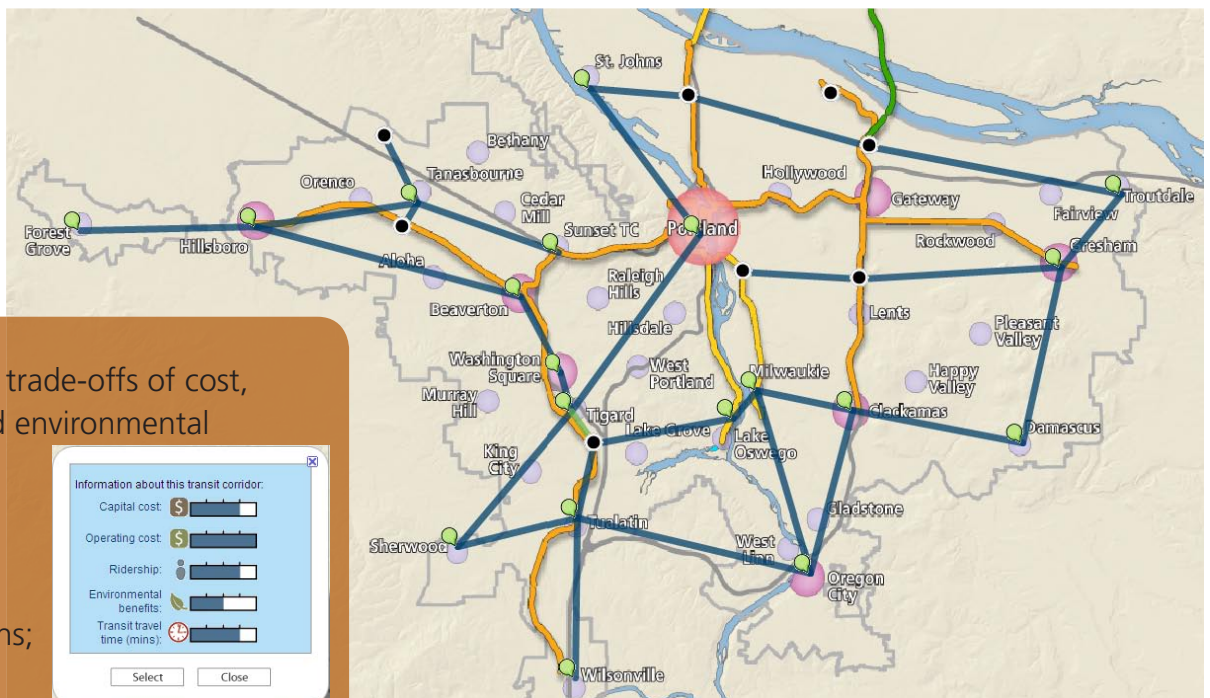 St. Johns
Bethany
Orenco
Tanasbourne
Hollywood
Cedar
Mill
Gateway
Fairview
Troutdale
Forest
Grove
Hillsboro
Sunset TC
Portland
Rockwood
Gresham
Aloha
Raleigh
Hills
Beaverton
Hillsdale
Lents
Pleasant
Valley
Washington
Square
West
Portland
Milwaukie
Happy
Valley
Murray
Hill
Tigard
Clackamas
Lake Grove
Lake
Oswego
Damascus
King
City
Gladstone
Tualatin
Sherwood
West
Linn
Oregon
City
Wilsonville
trade-offs of cost,
d environmental
ns;
Information about this transit corridor:
Capital cost: $
Operating cost: $
Ridership:
Environmental
benefits:
Transit travel
time (mins):
Select
Close